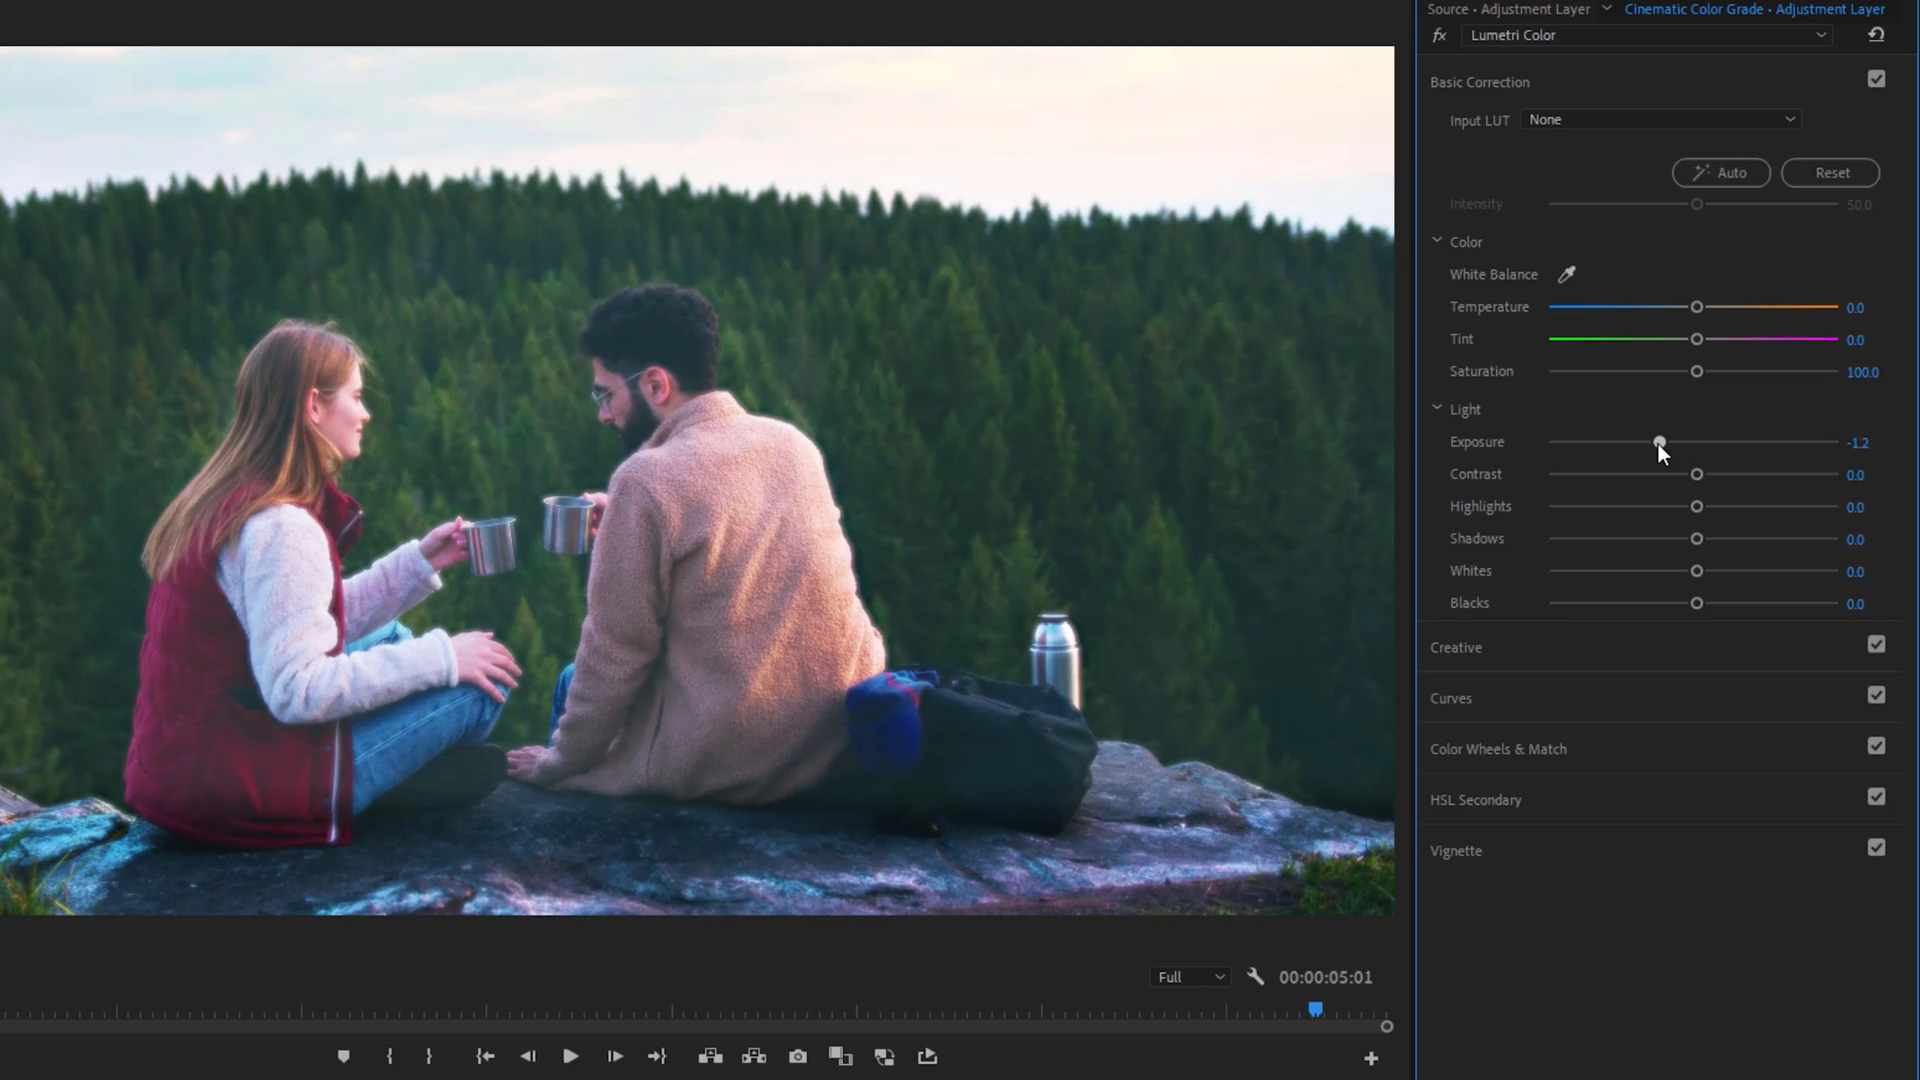 Source • Adjustment Layer
Cinematic Color Grade • Adjustment Layer
fx
Lumetri Color
Basic Correction
Input LUT
None
Auto
Reset
Intensity
50.0
Color
White Balance
Temperature
0.0
Tint
0.0
Saturation
100.0
Light
Exposure
-1.2
Contrast
0.0
Highlights
0.0
Shadows
0.0
Whites
0.0
Blacks
0.0
Creative
Curves
Color Wheels & Match
HSL Secondary
Vignette
Full
00:00:05:01